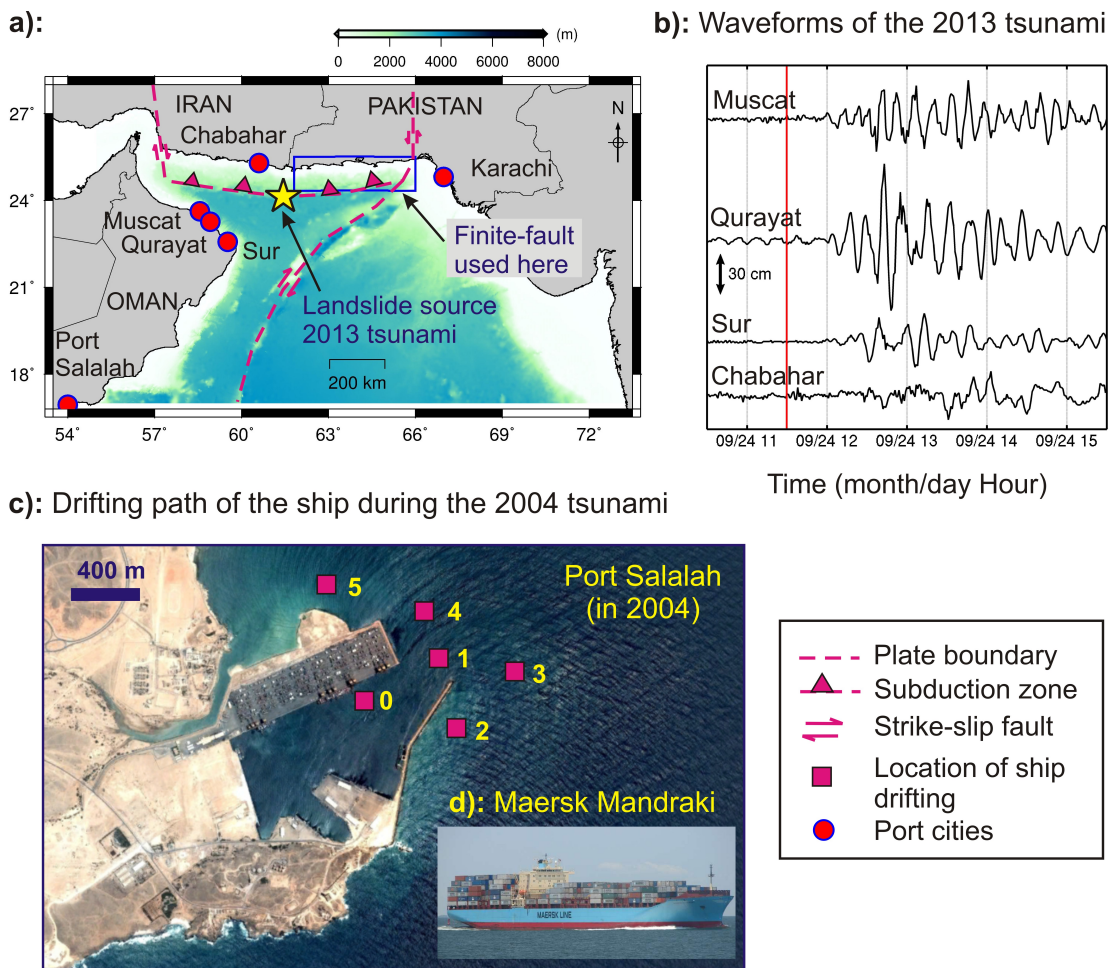 a):
0 2000 4000 6000 8000 (m)
IRAN
PAKISTAN
Chabahar
Karachi
N
27°
24°
21°
18°
Muscat
Qurayat
Sur
OMAN
Port
Salalah
Finite-fault
used here
Landslide source
2013 tsunami
200 km
54° 57° 60° 63° 66° 69° 72°
b): Waveforms of the 2013 tsunami
Muscat
Qurayat
30 cm
Sur
Chabahar
09/24 11 09/24 12 09/24 13 09/24 14 09/24 15
Time (month/day Hour)
c): Drifting path of the ship during the 2004 tsunami
400 m
Port Salalah
(in 2004)
5
4
1
3
0
2
d): Maersk Mandraki
MAERSK LINE
Plate boundary
Subduction zone
Strike-slip fault
Location of ship
drifting
Port cities